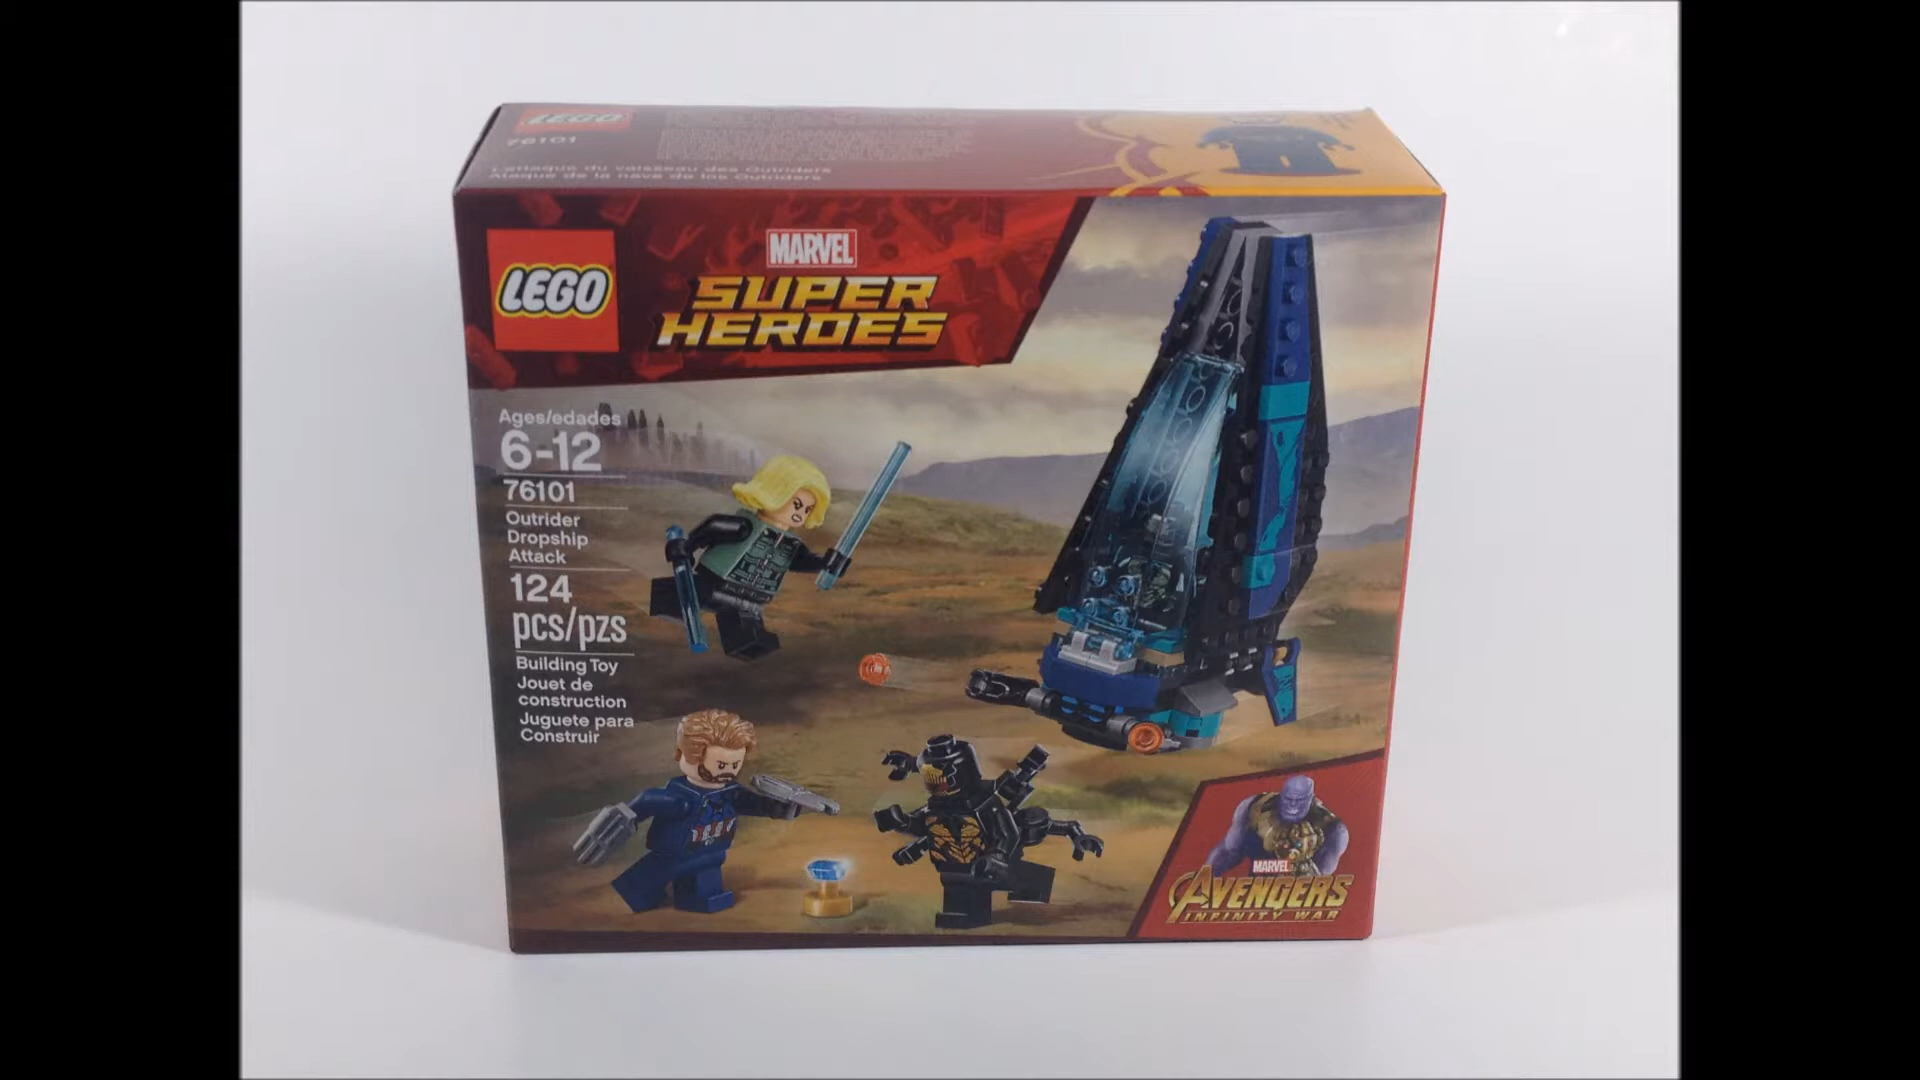 LEGO
76101
L'attaque du vaisseau des Outriders
Ataque de la nave de los Outriders
LEGO
MARVEL
SUPER
HEROES
Ages/edades
6-12
76101
Outrider
Dropship
Attack
124
pcs/pzs
Building Toy
Jouet de
construction
Juguete para
Construir
MARVEL
AVENGERS
INFINITY WAR